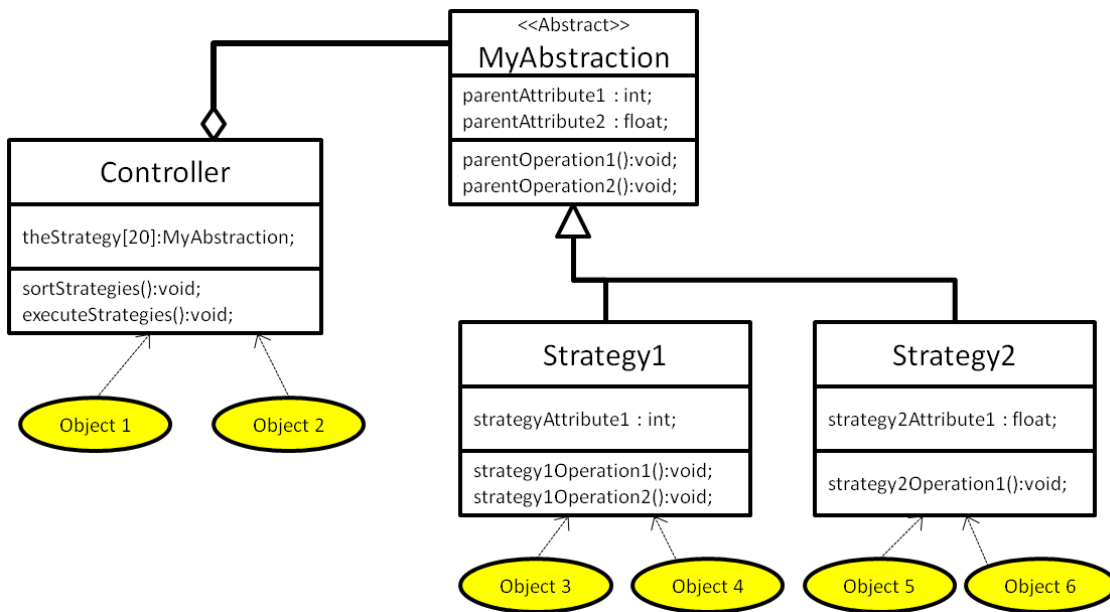 <<Abstract>>
MyAbstraction
parentAttribute1 : int;
parentAttribute2 : float;
parentOperation1():void;
parentOperation2():void;
Controller
theStrategy[20]:MyAbstraction;
sortStrategies():void;
executeStrategies():void;
Object 1
Object 2
Strategy1
strategyAttribute1 : int;
strategy1Operation1():void;
strategy1Operation2():void;
Strategy2
strategy2Attribute1 : float;
strategy2Operation1():void;
Object 3
Object 4
Object 5
Object 6